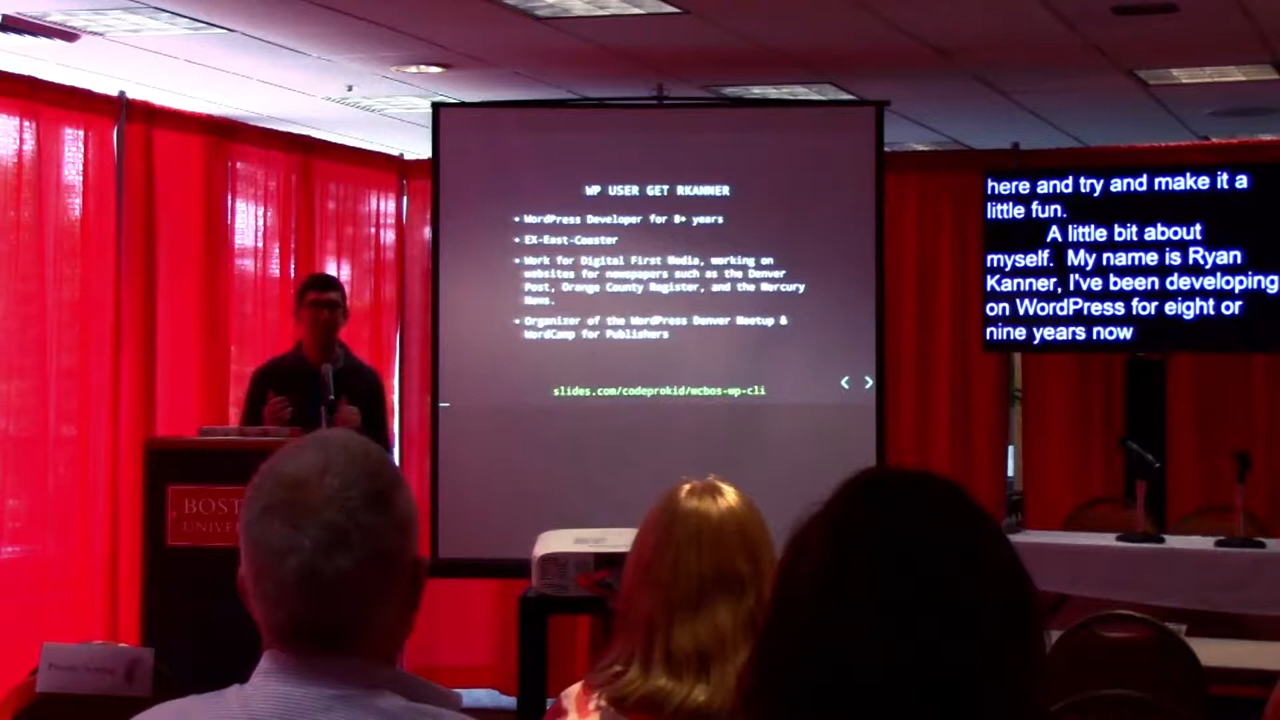 WP USER GET RKANNER
• WordPress Developer for 8+ years
• EX-East-Coaster
• Work for Digital First Media, working on
websites for newspapers such as the Denver
Post, Orange County Register, and the Mercury
News.
• Organizer of the WordPress Denver Meetup &
WordCamp for Publishers
slides.com/codeprokid/wcbos-wp-cli
here and try and make it a
little fun.
A little bit about
myself. My name is Ryan
Kanner, I've been developing
on WordPress for eight or
nine years now
BOST
UNIVE